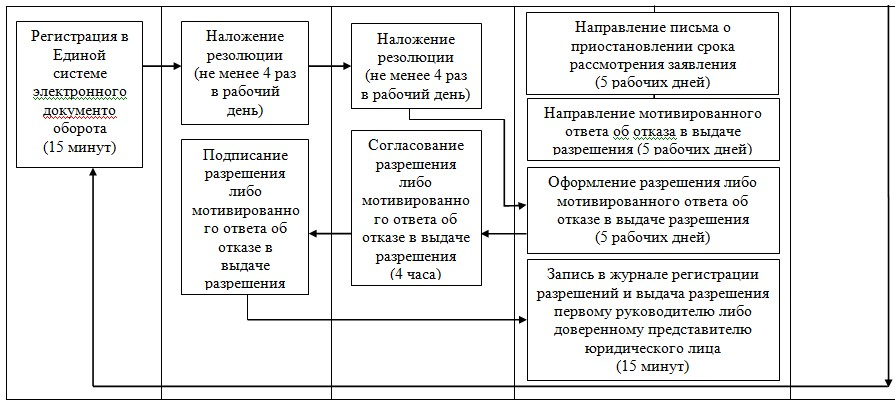 Регистрация в
Единой
системе
электронного
документо
оборота
(15 минут)
Наложение
резолюции
(не менее 4 раз
в рабочий
день)
Наложение
резолюции
(не менее 4 раз
в рабочий день)
Направление письма о
приостановлении срока
рассмотрения заявления
(5 рабочих дней)
Направление мотивированного
ответа об отказа в выдаче
разрешения (5 рабочих дней)
Подписание
разрешения
либо
мотивированно
го ответа об
отказе в
выдаче
разрешения
Согласование
разрешения
либо
мотивированно
го ответа об
отказе в выдаче
разрешения
(4 часа)
Оформление разрешения либо
мотивированного ответа об
отказе в выдаче разрешения
(5 рабочих дней)
Запись в журнале регистрации
разрешений и выдача разрешения
первому руководителю либо
доверенному представителю
юридического лица
(15 минут)